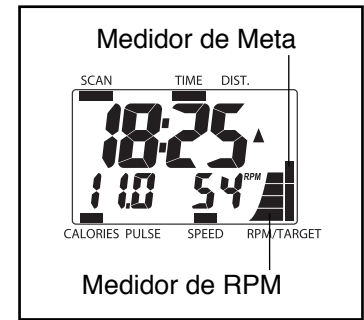 Medidor de Meta
SCAN TIME DIST.
18:25
11.0 54 RPM
CALORIES PULSE SPEED RPM/TARGET
Medidor de RPM